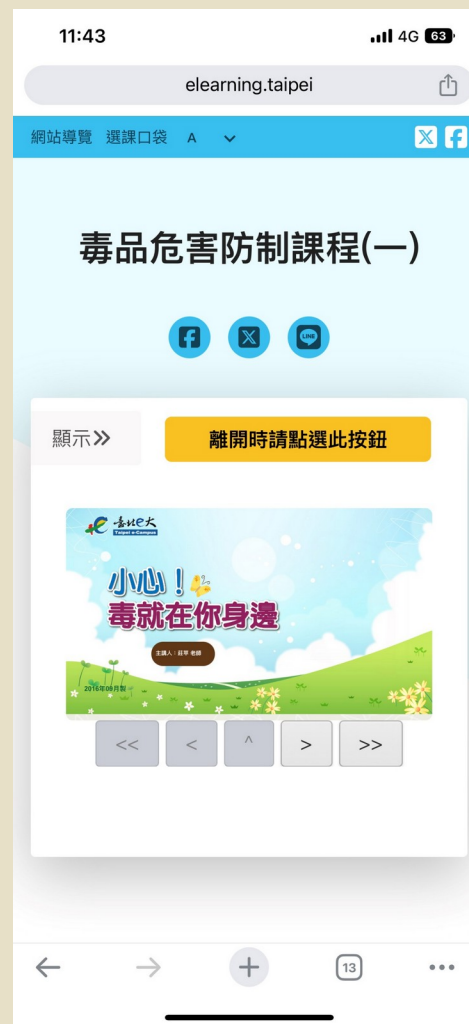 11:43
4G 63
elearning.taipei
網站導覽 選課口袋 A
毒品危害防制課程(一)
LINE
顯示
離開時請點選此按鈕
臺北e大
Taipei e-Campus
小心！
毒就在你身邊
主講人：莊苹 老師
2016年09月製
<< < ^ > >>
13